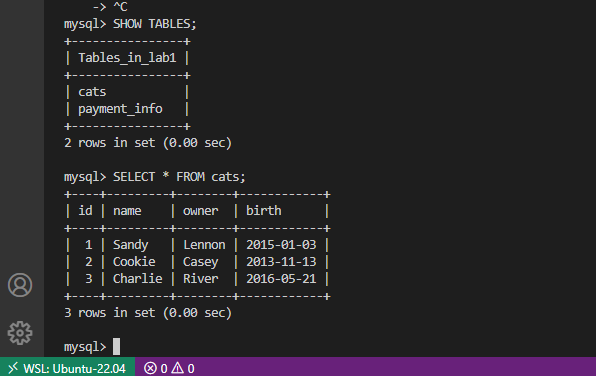 -> ^C
mysql> SHOW TABLES;
+----------------+
| Tables_in_lab1 |
+----------------+
| cats           |
| payment_info   |
+----------------+
2 rows in set (0.00 sec)

mysql> SELECT * FROM cats;
+----+---------+--------+------------+
| id | name    | owner  | birth      |
+----+---------+--------+------------+
|  1 | Sandy   | Lennon | 2015-01-03 |
|  2 | Cookie  | Casey  | 2013-11-13 |
|  3 | Charlie | River  | 2016-05-21 |
+----+---------+--------+------------+
3 rows in set (0.00 sec)

mysql>
WSL: Ubuntu-22.04 0 0